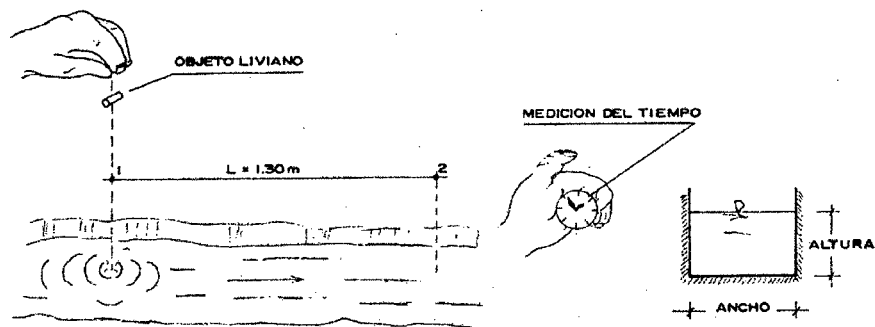 OBJETO LIVIANO
MEDICION DEL TIEMPO
1
L = 1.30 m
2
ALTURA
ANCHO